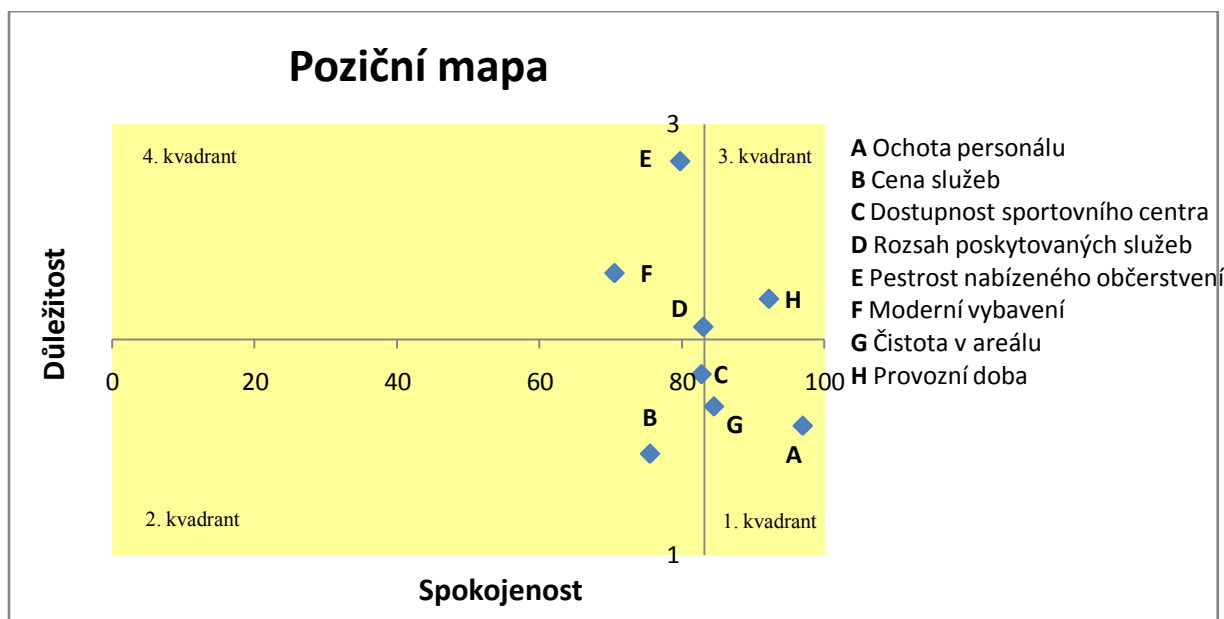 Poziční mapa
3
4. kvadrant
3. kvadrant
E
F
H
D
Důležitost
0
20
40
60
80
100
C
B
G
A
2. kvadrant
1. kvadrant
1
Spokojenost
A Ochota personálu
B Cena služeb
C Dostupnost sportovního centra
D Rozsah poskytovaných služeb
E Pestrost nabízeného občerstvení
F Moderní vybavení
G Čistota v areálu
H Provozní doba